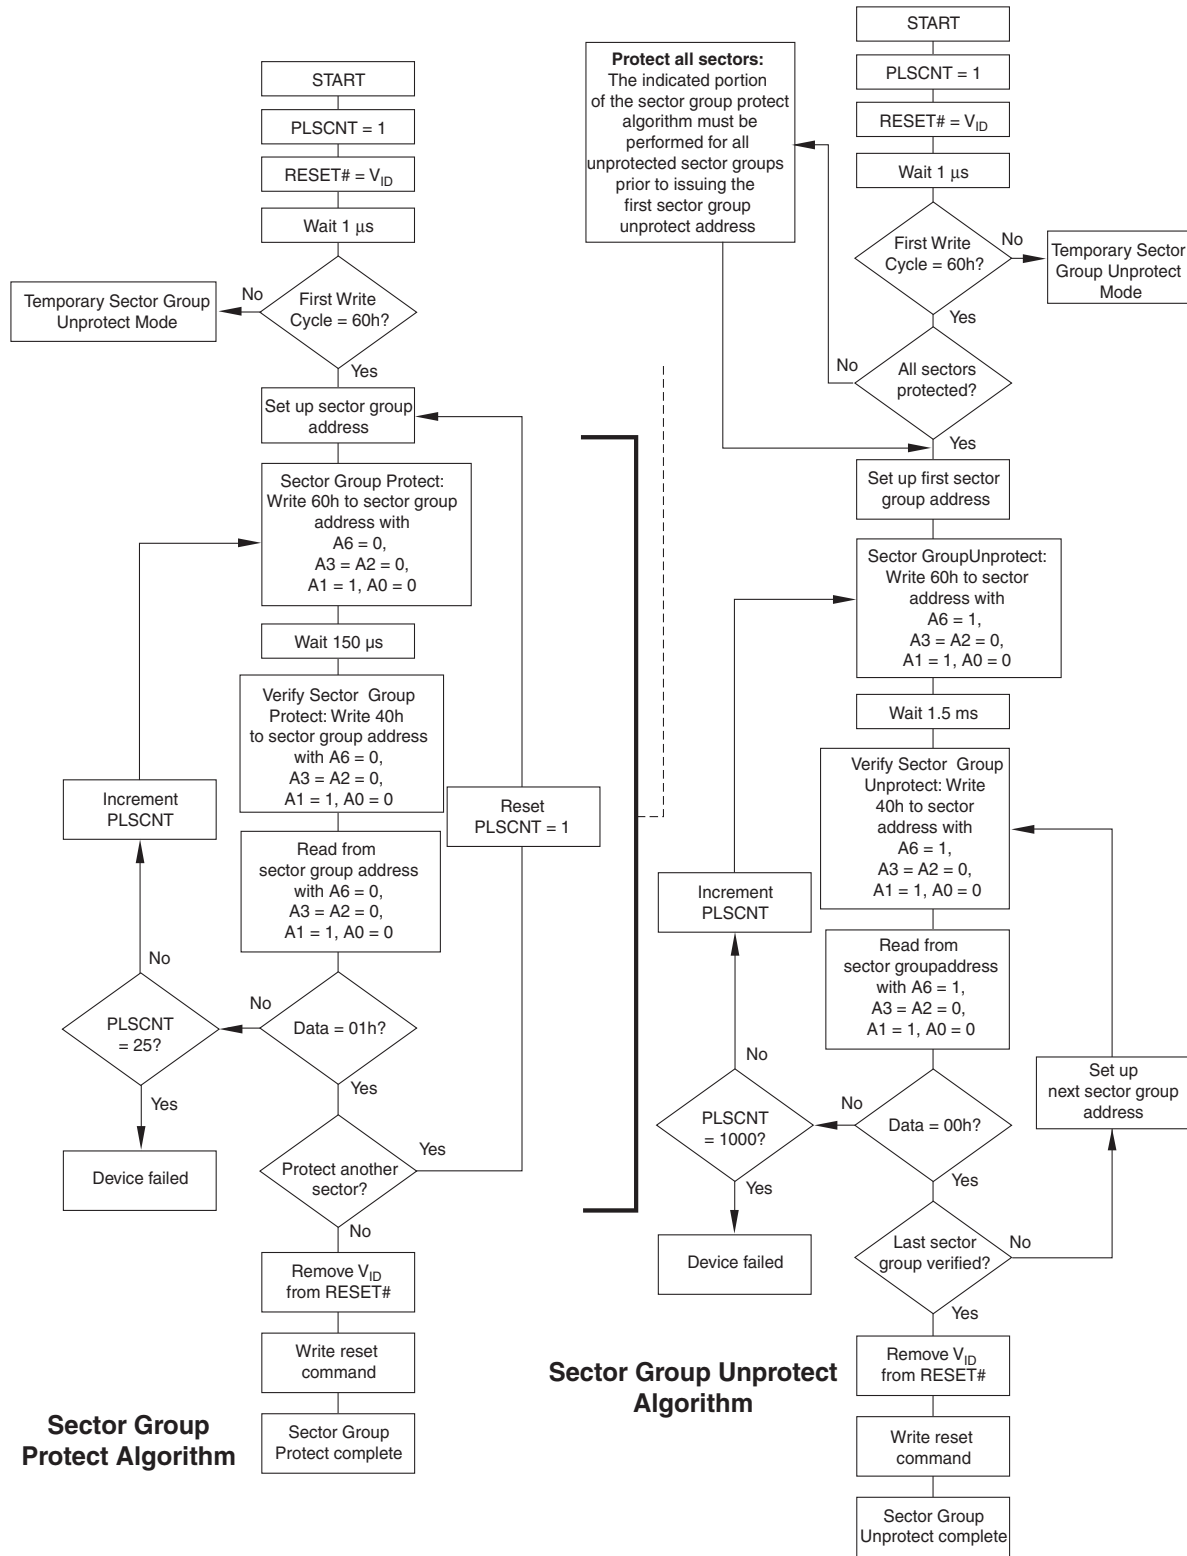 START
PLSCNT = 1
RESET# = VID
Wait 1 μs
First Write
Cycle = 60h?
No
Temporary Sector Group
Unprotect Mode
Yes
Set up sector group
address
Sector Group Protect:
Write 60h to sector group
address with
A6 = 0,
A3 = A2 = 0,
A1 = 1, A0 = 0
Wait 150 μs
Verify Sector Group
Protect: Write 40h
to sector group address
with A6 = 0,
A3 = A2 = 0,
A1 = 1, A0 = 0
Increment
PLSCNT
Reset
PLSCNT = 1
Read from
sector group address
with A6 = 0,
A3 = A2 = 0,
A1 = 1, A0 = 0
No
No
PLSCNT
= 25?
Data = 01h?
Yes
Yes
Device failed
Protect another
sector?
Yes
No
Remove VID
from RESET#
Write reset
command
Sector Group
Protect complete
Sector Group
Protect Algorithm
Protect all sectors:
The indicated portion
of the sector group protect
algorithm must be
performed for all
unprotected sector groups
prior to issuing the
first sector group
unprotect address
START
PLSCNT = 1
RESET# = VID
Wait 1 μs
First Write
Cycle = 60h?
No
Temporary Sector
Group Unprotect
Mode
Yes
No
All sectors
protected?
Yes
Set up first sector
group address
Sector GroupUnprotect:
Write 60h to sector
address with
A6 = 1,
A3 = A2 = 0,
A1 = 1, A0 = 0
Wait 1.5 ms
Verify Sector Group
Unprotect: Write
40h to sector
address with
A6 = 1,
A3 = A2 = 0,
A1 = 1, A0 = 0
Increment
PLSCNT
Read from
sector groupaddress
with A6 = 1,
A3 = A2 = 0,
A1 = 1, A0 = 0
No
No
PLSCNT
= 1000?
Data = 00h?
Set up
next sector group
address
Yes
Yes
Device failed
Last sector
group verified?
No
Yes
Remove VID
from RESET#
Write reset
command
Sector Group
Unprotect complete
Sector Group Unprotect
Algorithm